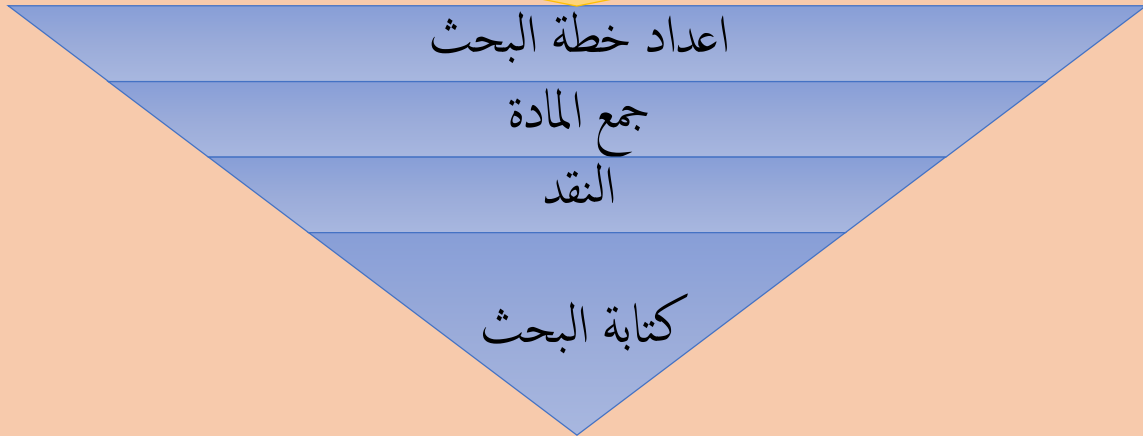 اعداد خطة البحث
جمع المادة
النقد
كتابة البحث